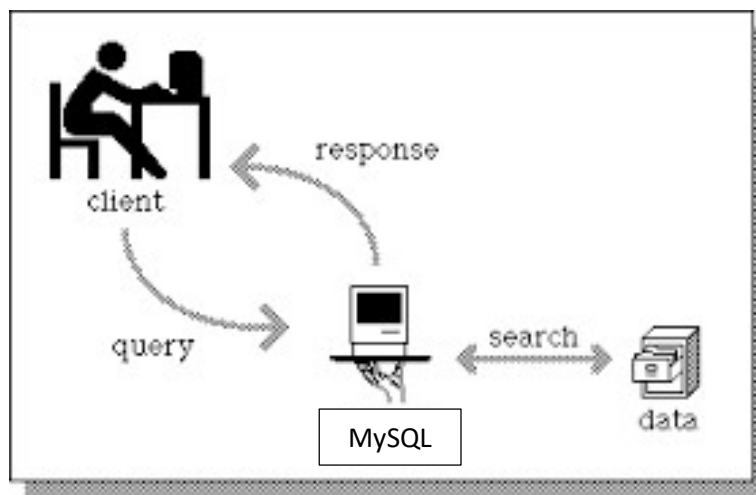 response
client
query
search
data
MySQL